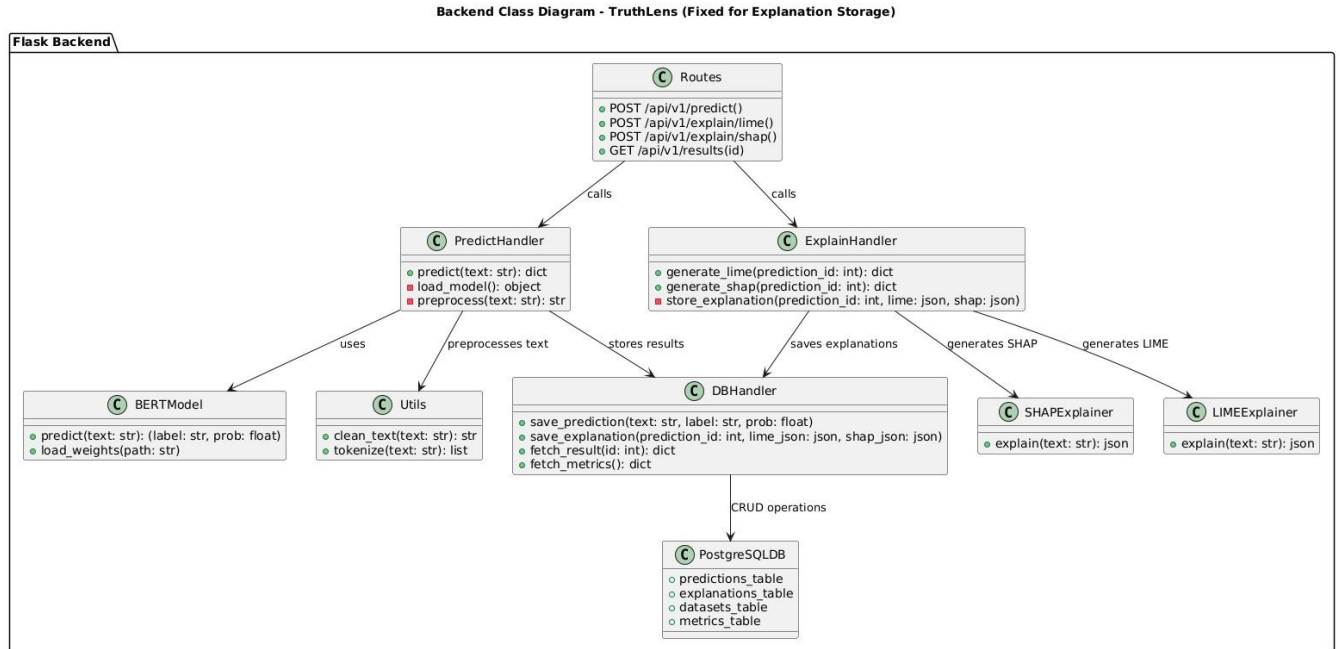 Backend Class Diagram - TruthLens (Fixed for Explanation Storage)
Flask Backend
C Routes
POST /api/v1/predict()
POST /api/v1/explain/lime()
POST /api/v1/explain/shap()
GET /api/v1/results(id)
calls
calls
C PredictHandler
predict(text: str): dict
load_model(): object
preprocess(text: str): str
C ExplainHandler
generate_lime(prediction_id: int): dict
generate_shap(prediction_id: int): dict
store_explanation(prediction_id: int, lime: json, shap: json)
uses
preprocesses text
stores results
saves explanations
generates SHAP
generates LIME
C BERTModel
predict(text: str): (label: str, prob: float)
load_weights(path: str)
C Utils
clean_text(text: str): str
tokenize(text: str): list
C DBHandler
save_prediction(text: str, label: str, prob: float)
save_explanation(prediction_id: int, lime_json: json, shap_json: json)
fetch_result(id: int): dict
fetch_metrics(): dict
C SHAPExplainer
explain(text: str): json
C LIMEExplainer
explain(text: str): json
CRUD operations
C PostgreSQLDB
predictions_table
explanations_table
datasets_table
metrics_table